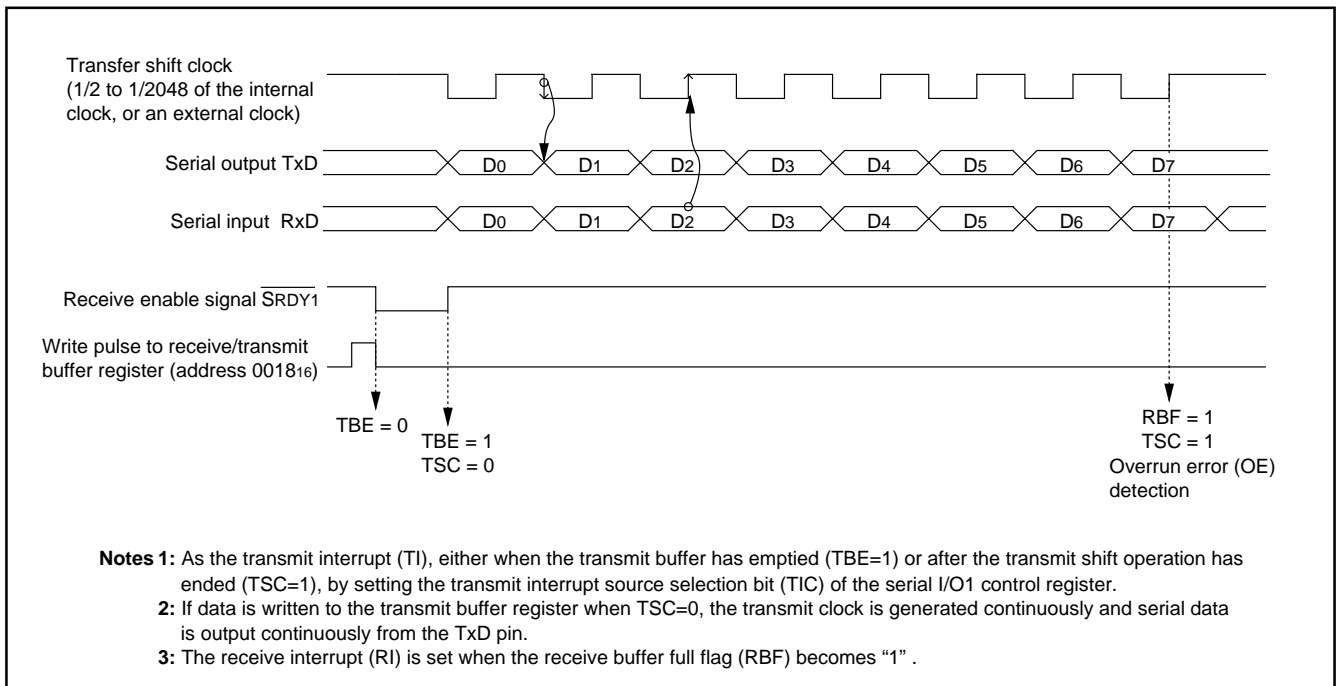 Transfer shift clock
(1/2 to 1/2048 of the internal
clock, or an external clock)
Serial output TxD
D0 D1 D2 D3 D4 D5 D6 D7
Serial input RxD
D0 D1 D2 D3 D4 D5 D6 D7
Receive enable signal S̅R̅D̅Y̅1̅
Write pulse to receive/transmit
buffer register (address 001816)
TBE = 0
TBE = 1
TSC = 0
RBF = 1
TSC = 1
Overrun error (OE)
detection
Notes 1: As the transmit interrupt (TI), either when the transmit buffer has emptied (TBE=1) or after the transmit shift operation has
ended (TSC=1), by setting the transmit interrupt source selection bit (TIC) of the serial I/O1 control register.
2: If data is written to the transmit buffer register when TSC=0, the transmit clock is generated continuously and serial data
is output continuously from the TxD pin.
3: The receive interrupt (RI) is set when the receive buffer full flag (RBF) becomes “1” .